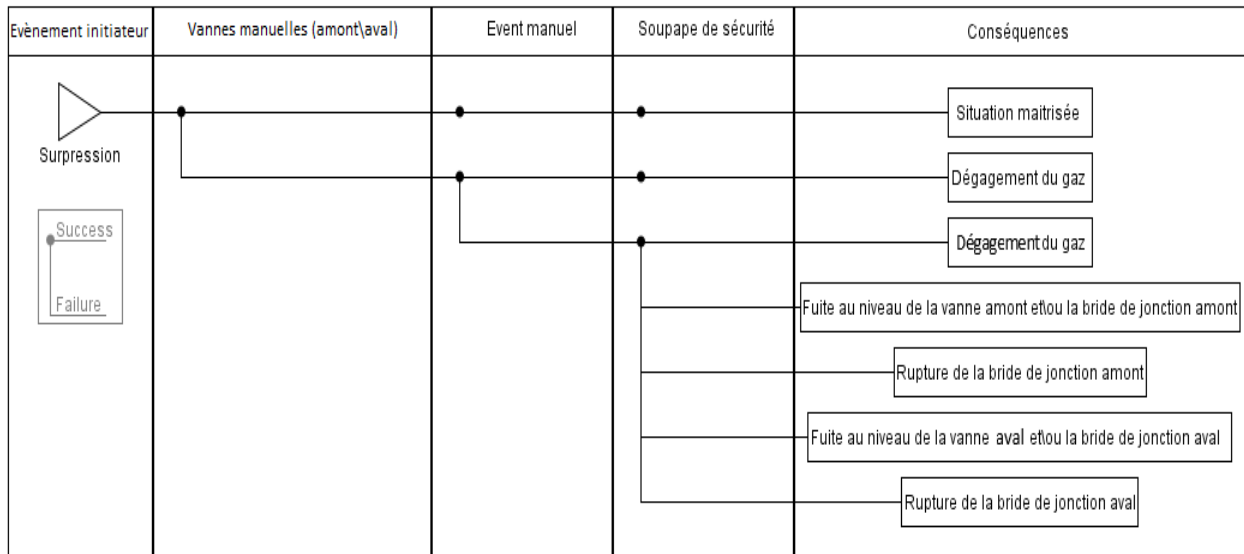 Evènement initiateur
Vannes manuelles (amont\aval)
Event manuel
Soupape de sécurité
Conséquences
Surpression
Success
Failure
Situation maitrisée
Dégagement du gaz
Dégagement du gaz
Fuite au niveau de la vanne amont et\ou la bride de jonction amont
Rupture de la bride de jonction amont
Fuite au niveau de la vanne aval et\ou la bride de jonction aval
Rupture de la bride de jonction aval